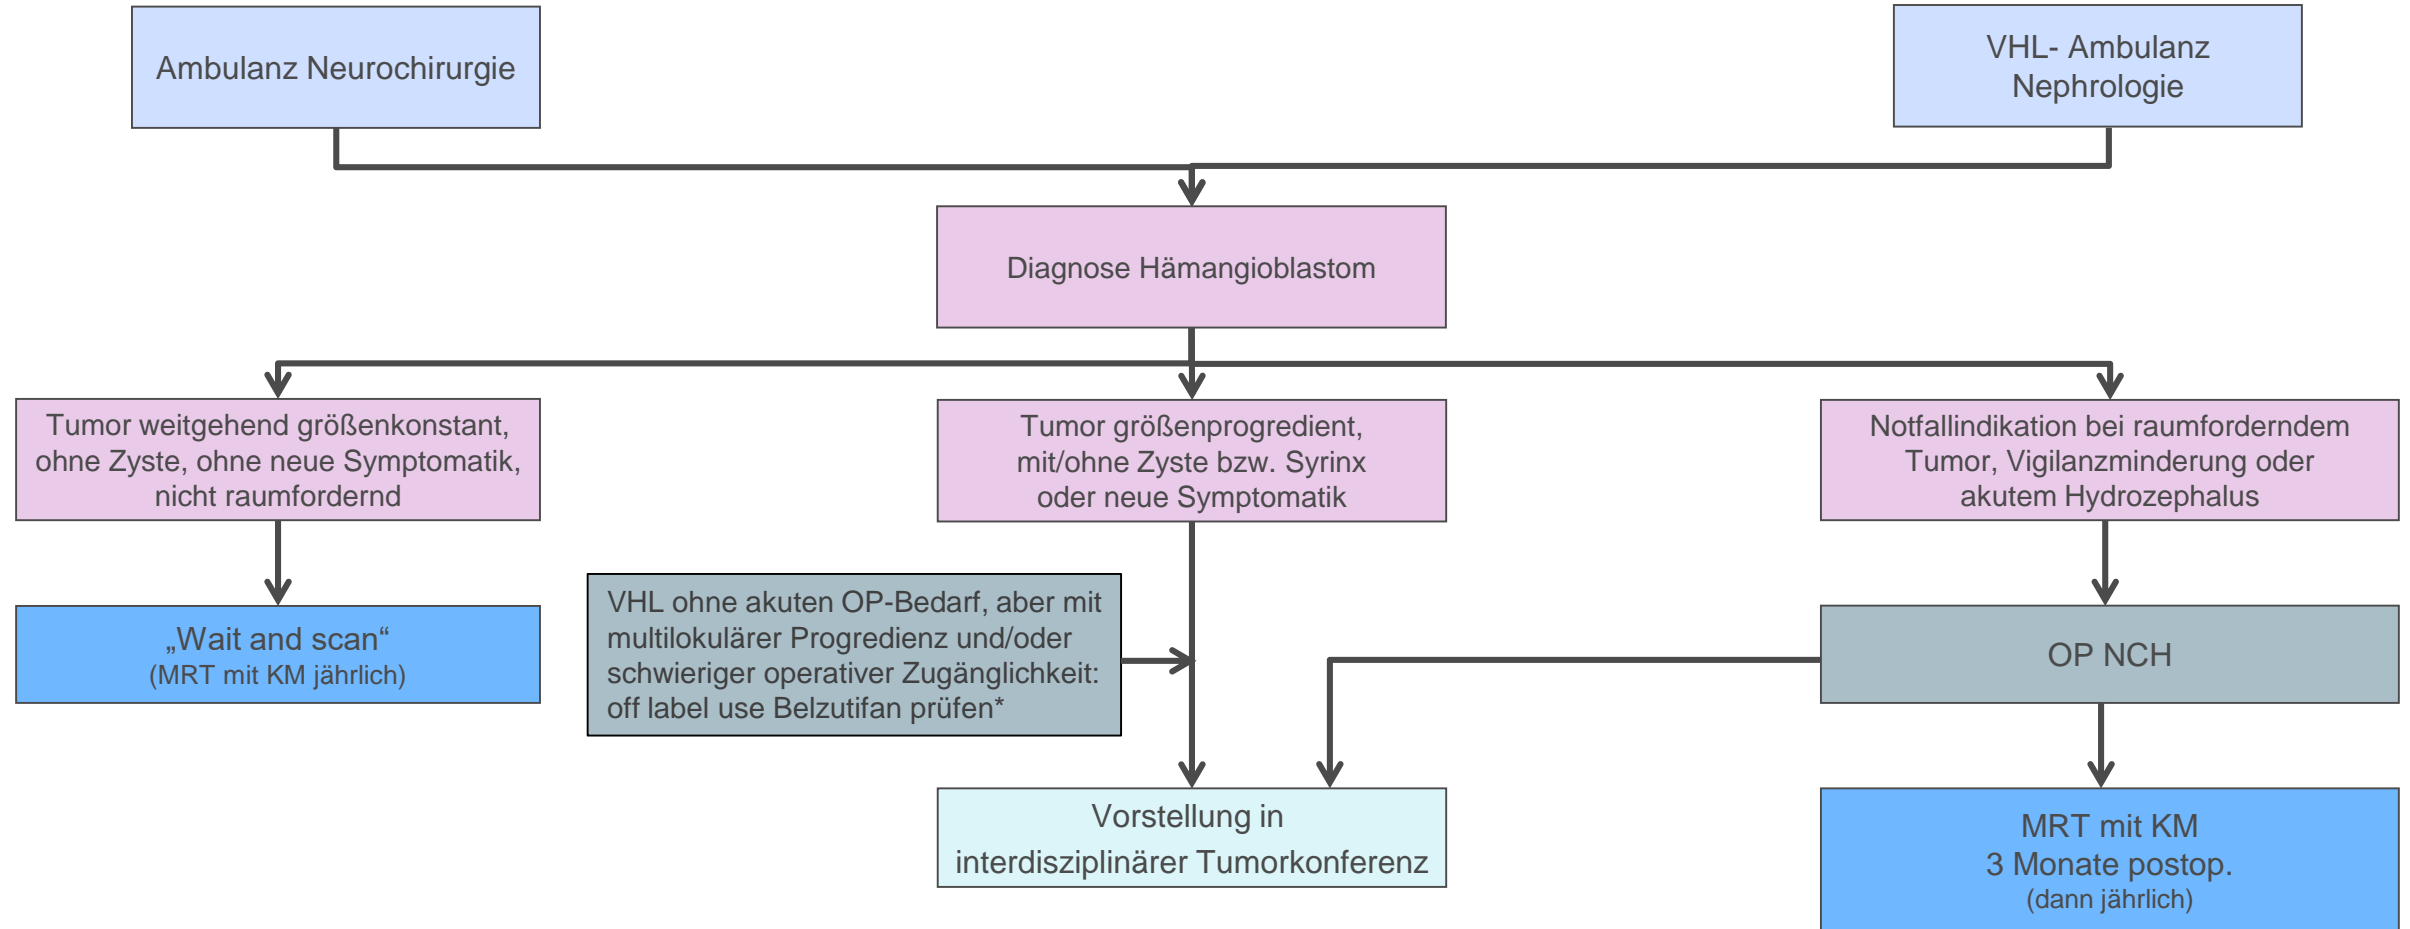 Ambulanz Neurochirurgie
VHL- Ambulanz
Nephrologie
Diagnose Hämangioblastom
Tumor weitgehend größenkonstant,
ohne Zyste, ohne neue Symptomatik,
nicht raumfordernd
Tumor größenprogredient,
mit/ohne Zyste bzw. Syrinx
oder neue Symptomatik
Notfallindikation bei raumforderndem
Tumor, Vigilanzminderung oder
akutem Hydrozephalus
„Wait and scan“
(MRT mit KM jährlich)
VHL ohne akuten OP-Bedarf, aber mit
multilokulärer Progredienz und/oder
schwieriger operativer Zugänglichkeit:
off label use Belzutifan prüfen*
OP NCH
Vorstellung in
interdisziplinärer Tumorkonferenz
MRT mit KM
3 Monate postop.
(dann jährlich)